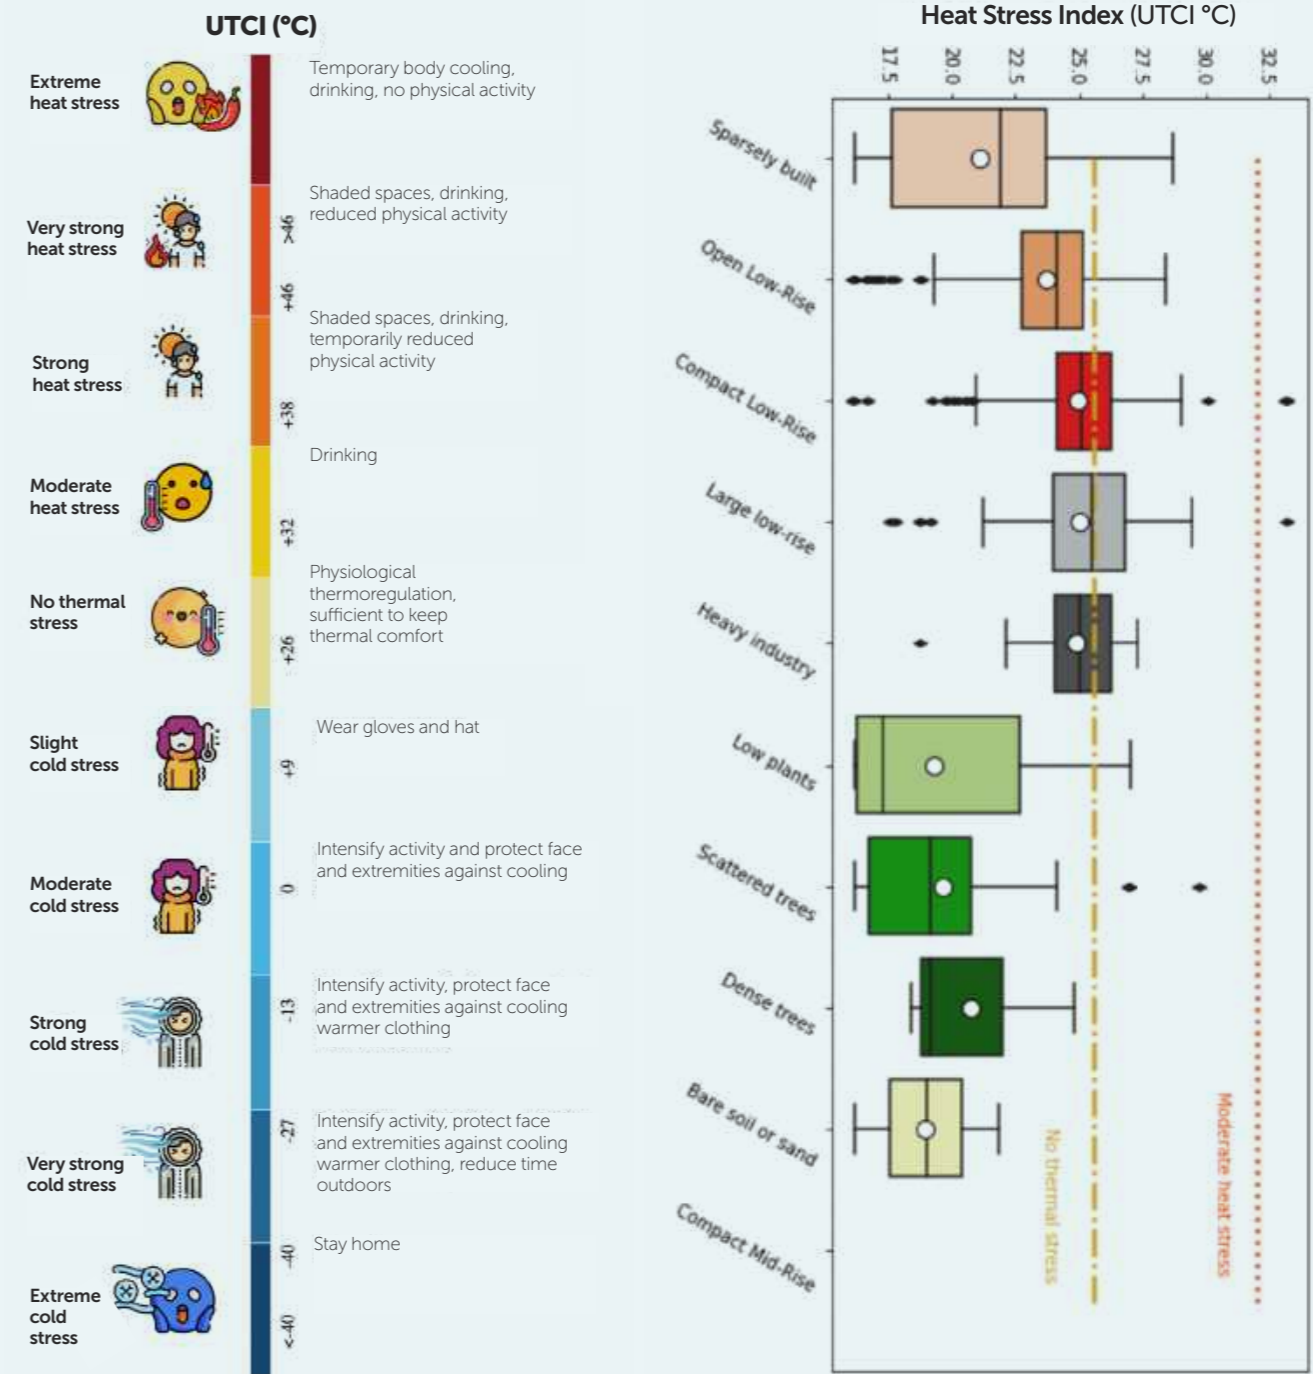 UTCI (°C)
Extreme
heat stress
Temporary body cooling,
drinking, no physical activity
Very strong
heat stress
Shaded spaces, drinking,
reduced physical activity
>46
+46
Strong
heat stress
Shaded spaces, drinking,
temporarily reduced
physical activity
+38
Moderate
heat stress
Drinking
+32
No thermal
stress
Physiological
thermoregulation,
sufficient to keep
thermal comfort
+26
Slight
cold stress
Wear gloves and hat
+9
Moderate
cold stress
Intensify activity and protect face
and extremities against cooling
0
Strong
cold stress
Intensify activity, protect face
and extremities against cooling
warmer clothing
-13
Very strong
cold stress
Intensify activity, protect face
and extremities against cooling
warmer clothing, reduce time
outdoors
-27
Extreme
cold
stress
Stay home
-40
<-40
Heat Stress Index (UTCI °C)
17.5
20.0
22.5
25.0
27.5
30.0
32.5
Sparsely built
Open Low-Rise
Compact Low-Rise
Large low-rise
Heavy industry
Low plants
Scattered trees
Dense trees
Bare soil or sand
Compact Mid-Rise
No thermal stress
Moderate heat stress